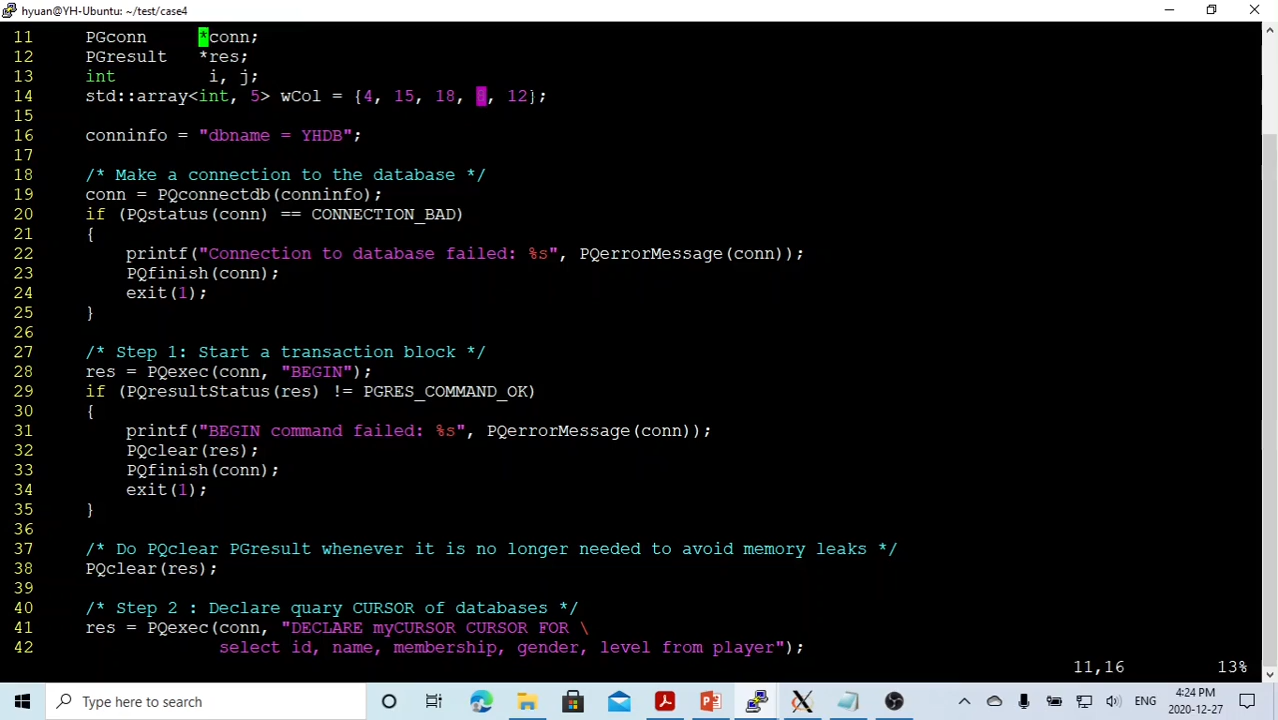 hyuan@YH-Ubuntu: ~/test/case4
11 PGconn *conn;
12 PGresult *res;
13 int i, j;
14 std::array<int, 5> wCol = {4, 15, 18, 8, 12};
15
16 conninfo = "dbname = YHDB";
17
18 /* Make a connection to the database */
19 conn = PQconnectdb(conninfo);
20 if (PQstatus(conn) == CONNECTION_BAD)
21 {
22 printf("Connection to database failed: %s", PQerrorMessage(conn));
23 PQfinish(conn);
24 exit(1);
25 }
26
27 /* Step 1: Start a transaction block */
28 res = PQexec(conn, "BEGIN");
29 if (PQresultStatus(res) != PGRES_COMMAND_OK)
30 {
31 printf("BEGIN command failed: %s", PQerrorMessage(conn));
32 PQclear(res);
33 PQfinish(conn);
34 exit(1);
35 }
36
37 /* Do PQclear PGresult whenever it is no longer needed to avoid memory leaks */
38 PQclear(res);
39
40 /* Step 2 : Declare quary CURSOR of databases */
41 res = PQexec(conn, "DECLARE myCURSOR CURSOR FOR \
42 select id, name, membership, gender, level from player");
11,16 13%
Type here to search
ENG
4:24 PM
2020-12-27